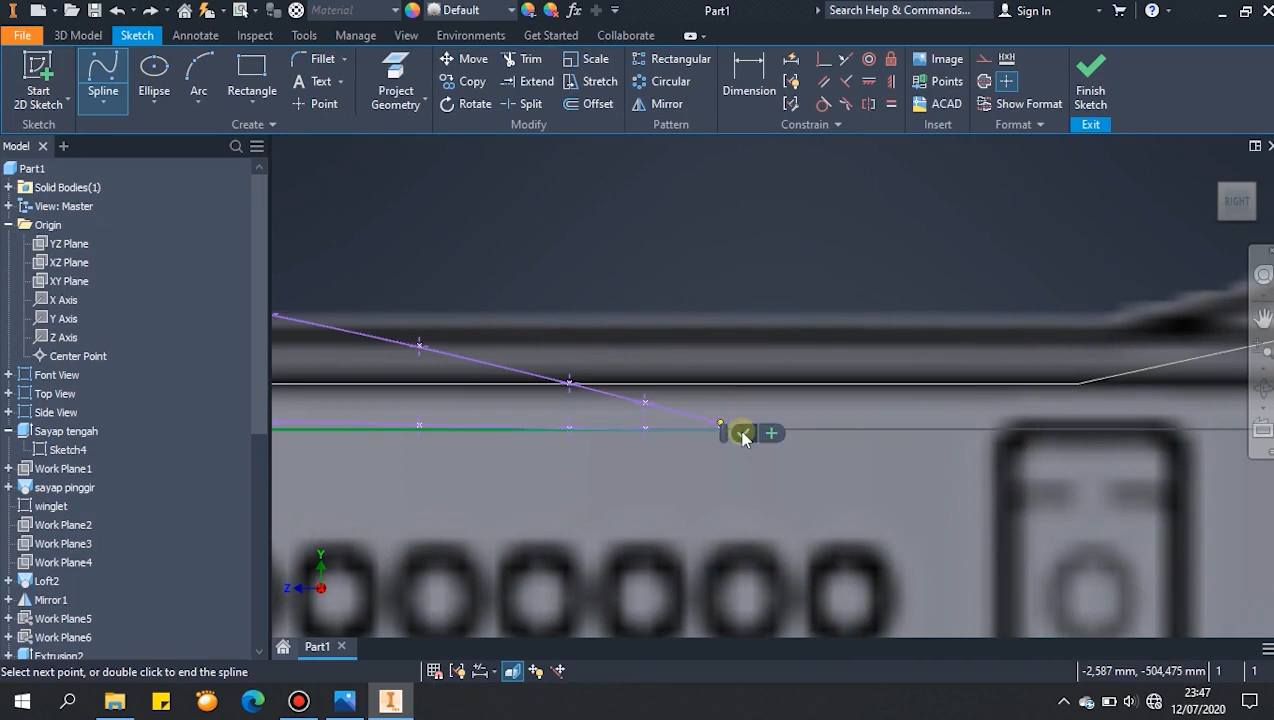 Material
Default
Part1
Search Help & Commands...
Sign In
File
3D Model
Sketch
Annotate
Inspect
Tools
Manage
View
Environments
Get Started
Collaborate
Start
2D Sketch
Spline
Ellipse
Arc
Rectangle
Fillet
Text
Point
Project
Geometry
Move
Trim
Scale
Copy
Extend
Stretch
Rotate
Split
Offset
Rectangular
Circular
Mirror
Dimension
Image
Points
ACAD
Show Format
Finish
Sketch
Sketch
Create
Modify
Pattern
Constrain
Insert
Format
Exit
Model
Part1
Solid Bodies(1)
View: Master
Origin
YZ Plane
XZ Plane
XY Plane
X Axis
Y Axis
Z Axis
Center Point
Font View
Top View
Side View
Sayap tengah
Sketch4
Work Plane1
sayap pinggir
winglet
Work Plane2
Work Plane3
Work Plane4
Loft2
Mirror1
Work Plane5
Work Plane6
Extrusion2
RIGHT
Y
Z
Part1
Select next point, or double click to end the spline
-2,587 mm, -504,475 mm
1
1
23:47
12/07/2020